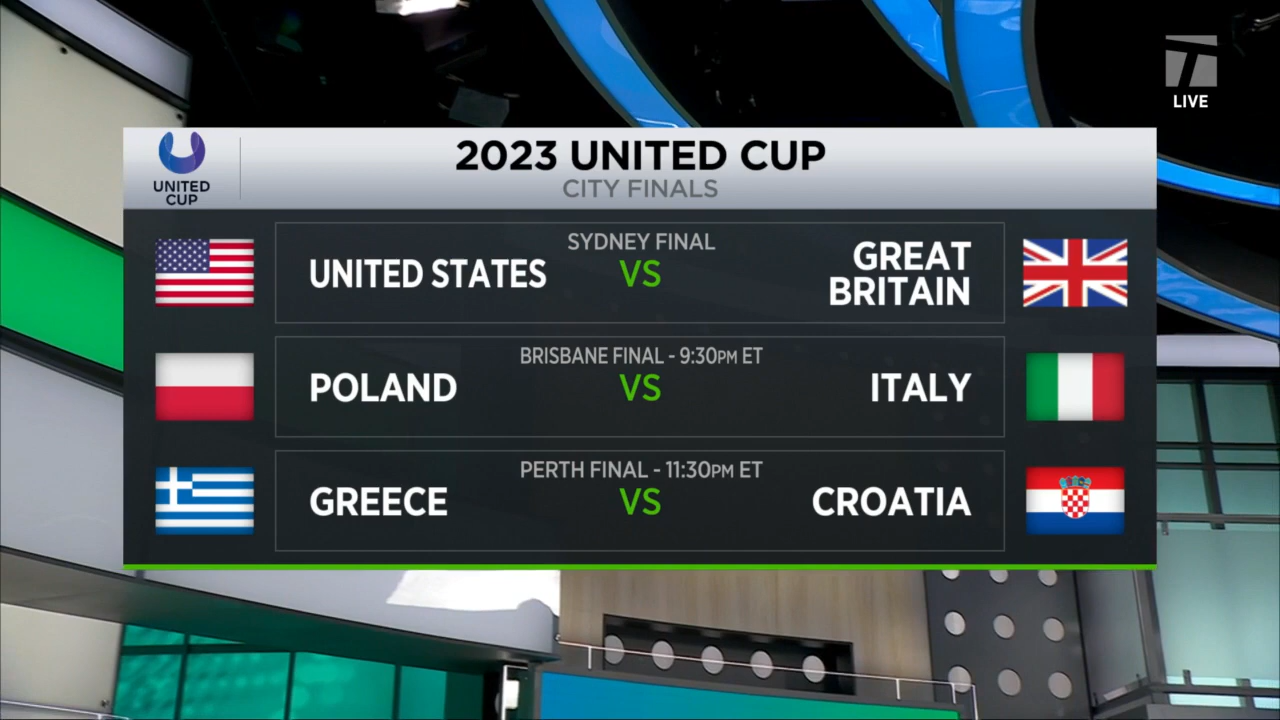 LIVE
UNITED
CUP
2023 UNITED CUP
CITY FINALS
SYDNEY FINAL
UNITED STATES VS GREAT
BRITAIN
BRISBANE FINAL - 9:30PM ET
POLAND VS ITALY
PERTH FINAL - 11:30PM ET
GREECE VS CROATIA